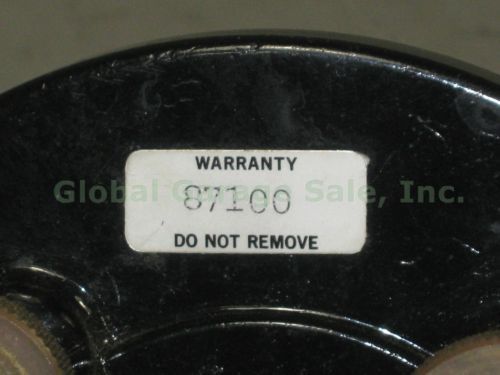 WARRANTY
Global Garage Sale, Inc.
87100
DO NOT REMOVE